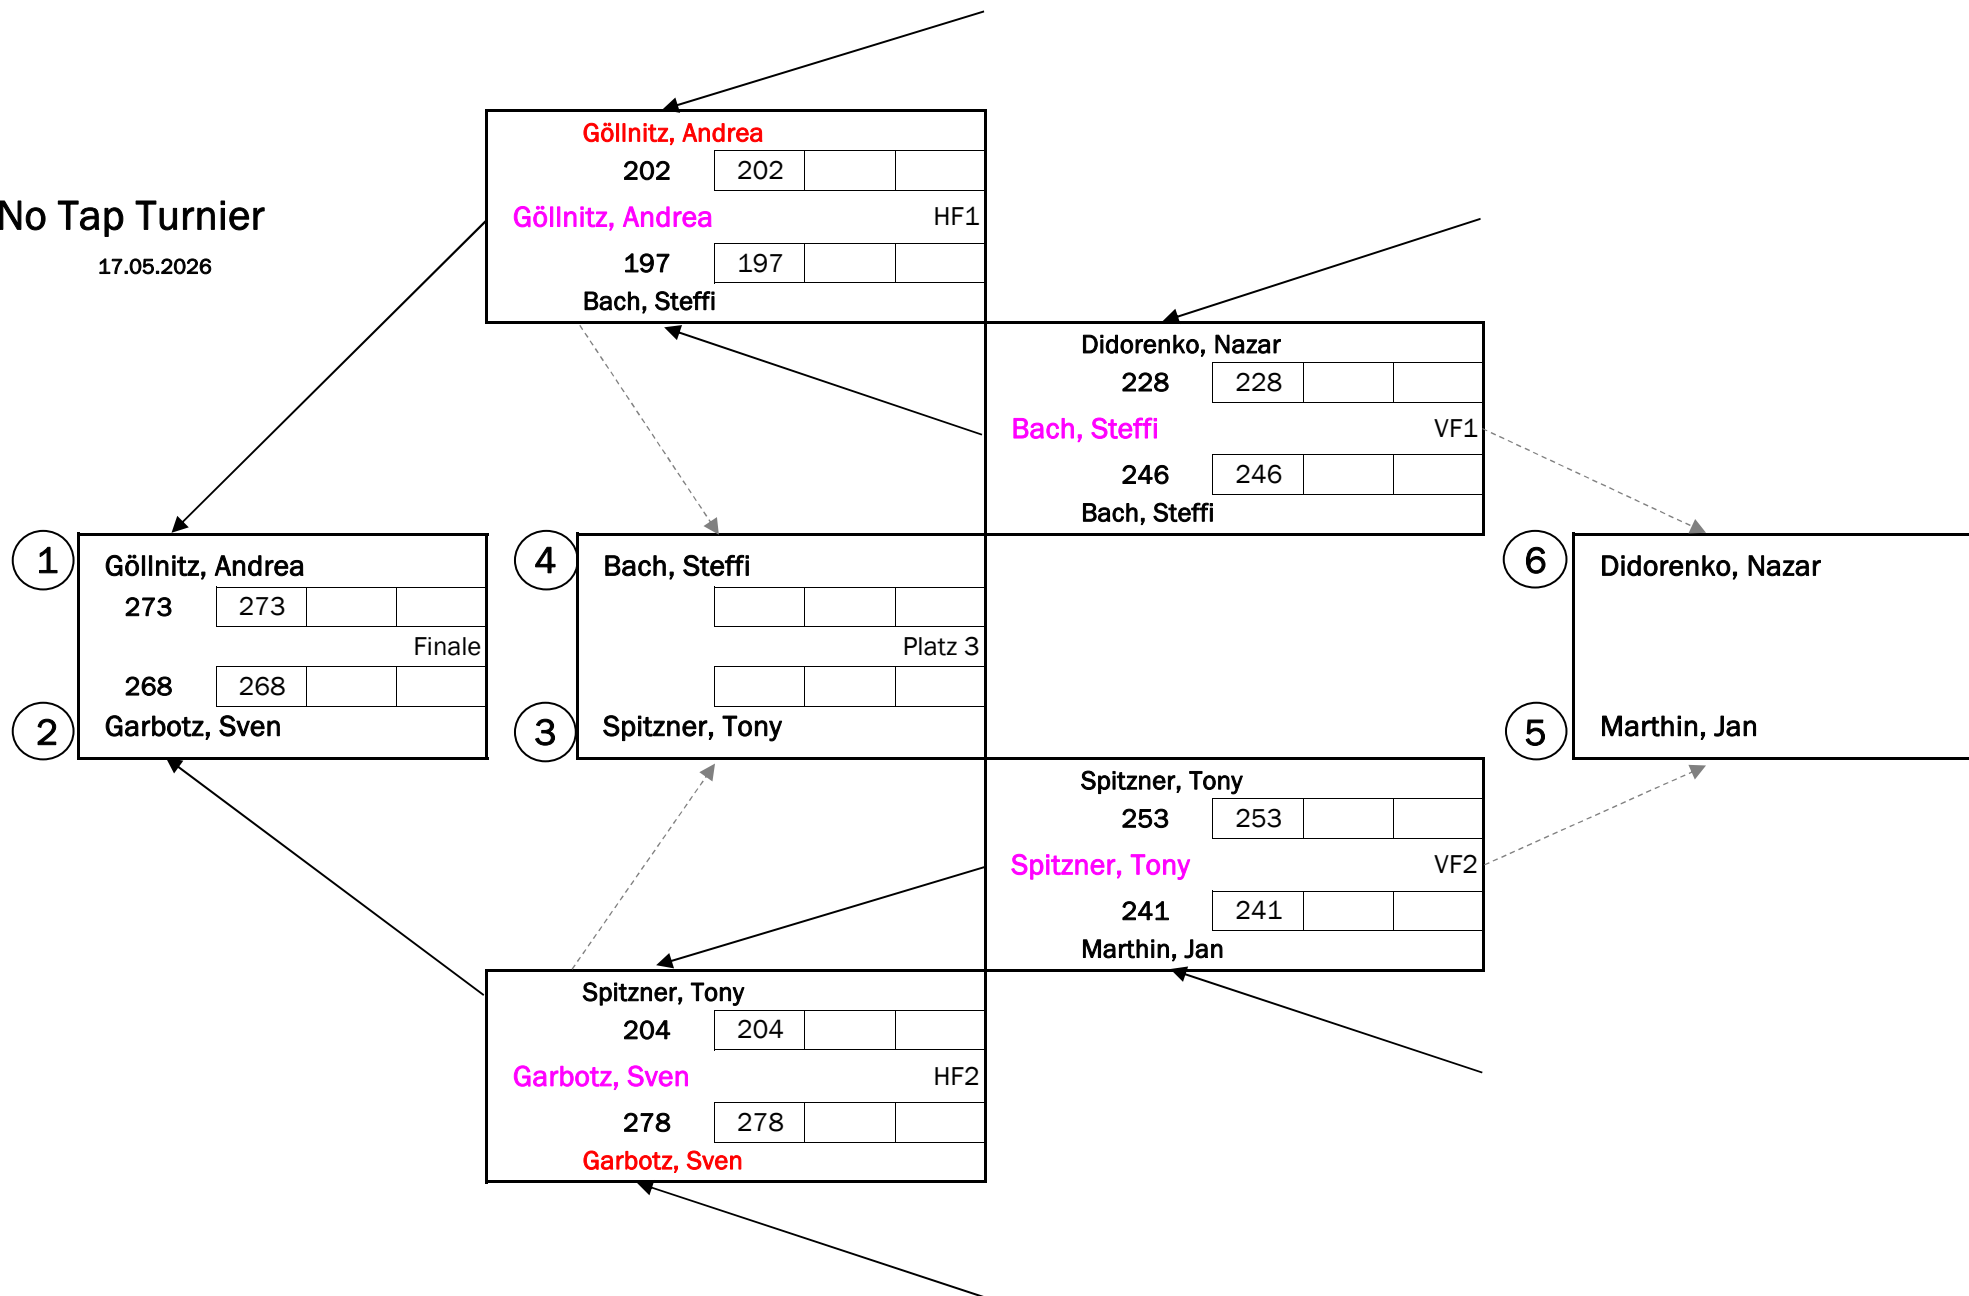 No Tap Turnier
17.05.2026
Göllnitz, Andrea
202 202
Göllnitz, Andrea HF1
197 197
Bach, Steffi
Didorenko, Nazar
228 228
Bach, Steffi VF1
246 246
Bach, Steffi
1 Göllnitz, Andrea
273 273
Finale
268 268
2 Garbotz, Sven
4 Bach, Steffi
Platz 3
3 Spitzner, Tony
6 Didorenko, Nazar
5 Marthin, Jan
Spitzner, Tony
253 253
Spitzner, Tony VF2
241 241
Marthin, Jan
Spitzner, Tony
204 204
Garbotz, Sven HF2
278 278
Garbotz, Sven